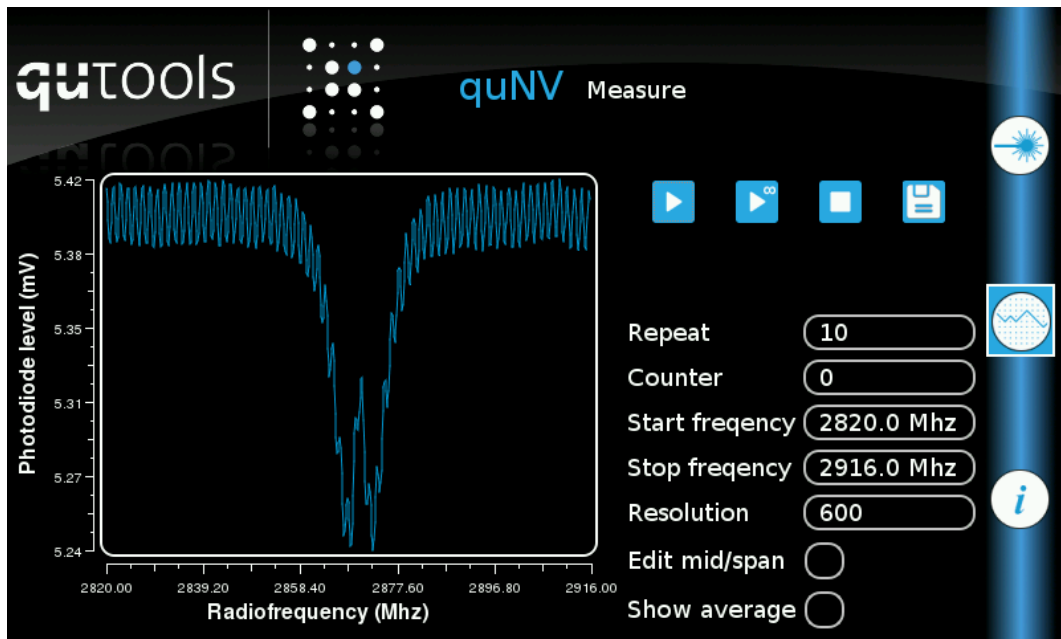 qutools
quNV Measure
5.42
5.38
5.35
5.31
5.27
5.24
Photodiode level (mV)
2820.00 2839.20 2858.40 2877.60 2896.80 2916.00
Radiofrequency (Mhz)
∞
Repeat 10
Counter 0
Start freqency 2820.0 Mhz
Stop freqency 2916.0 Mhz
Resolution 600
Edit mid/span
Show average
i